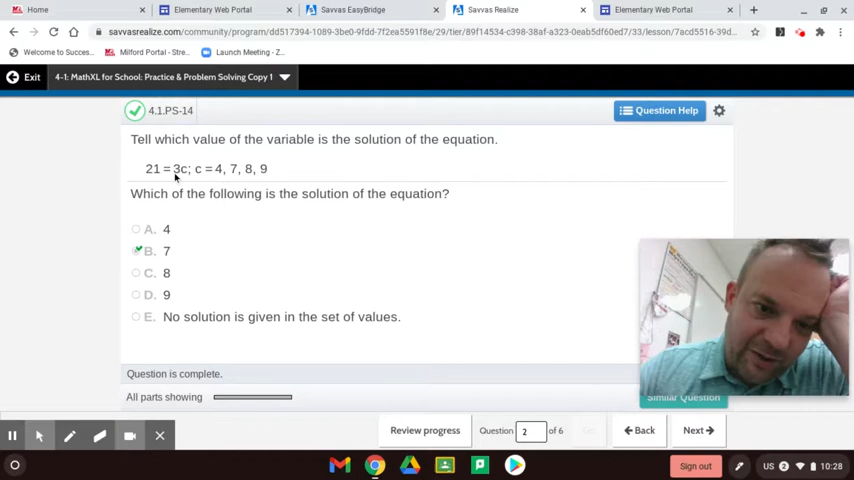 Home
Elementary Web Portal
Savvas EasyBridge
Savvas Realize
Elementary Web Portal
savvasrealize.com/community/program/dd517394-1089-3be0-9fdd-7f2ea5591f8e/29/tier/89f14534-c398-38af-a323-0eab5df60ed7/33/lesson/7acd5516-39d...
Welcome to Succes...
Milford Portal - Stre...
Launch Meeting - Z...
Exit
4-1: MathXL for School: Practice & Problem Solving Copy 1
4.1.PS-14
Question Help
Tell which value of the variable is the solution of the equation.
21 = 3c; c = 4, 7, 8, 9
Which of the following is the solution of the equation?
A. 4
B. 7
C. 8
D. 9
E. No solution is given in the set of values.
Question is complete.
All parts showing
Similar Question
Review progress
Question 2 of 6
Back
Next
Sign out
US 2 10:28